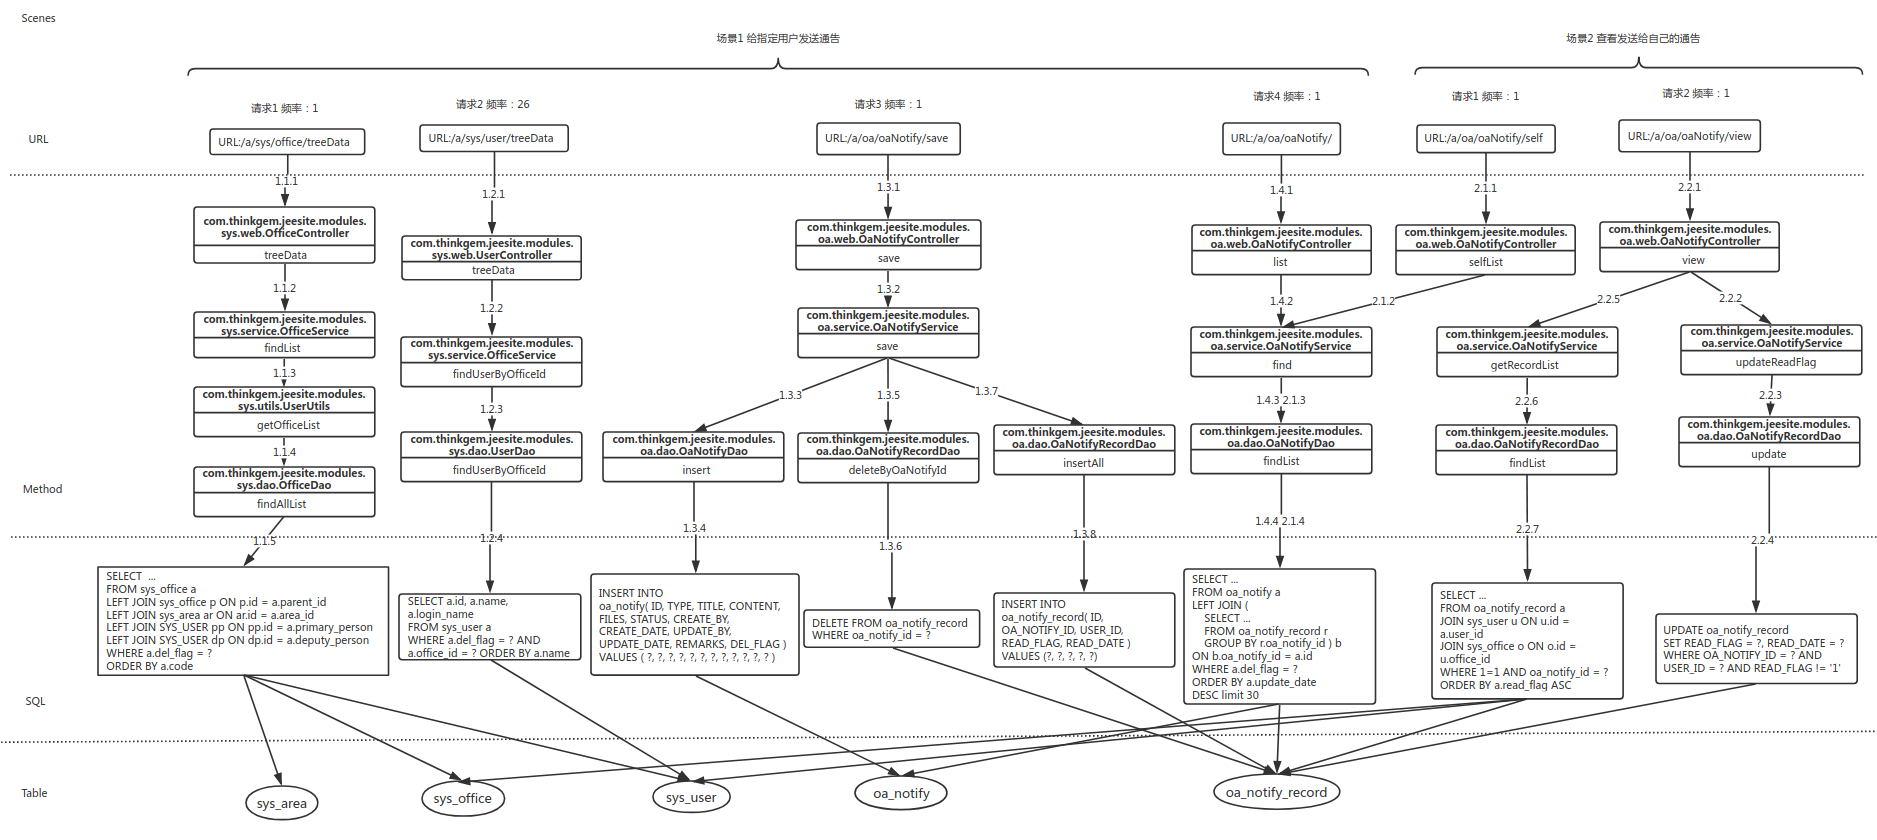 Scenes
场景1 给指定用户发送通告
场景2 查看发送给自己的通告
请求1 频率：1
请求2 频率：26
请求3 频率：1
请求4 频率：1
请求1 频率：1
请求2 频率：1
URL
URL:/a/sys/office/treeData
URL:/a/sys/user/treeData
URL:/a/oa/oaNotify/save
URL:/a/oa/oaNotify/
URL:/a/oa/oaNotify/self
URL:/a/oa/oaNotify/view
1.1.1
1.2.1
1.3.1
1.4.1
2.1.1
2.2.1
Method
com.thinkgem.jeesite.modules.
sys.web.OfficeController
treeData
1.1.2
com.thinkgem.jeesite.modules.
sys.service.OfficeService
findList
1.1.3
com.thinkgem.jeesite.modules.
sys.utils.UserUtils
getOfficeList
1.1.4
com.thinkgem.jeesite.modules.
sys.dao.OfficeDao
findAllList
1.1.5
com.thinkgem.jeesite.modules.
sys.web.UserController
treeData
1.2.2
com.thinkgem.jeesite.modules.
sys.service.OfficeService
findUserByOfficeId
1.2.3
com.thinkgem.jeesite.modules.
sys.dao.UserDao
findUserByOfficeId
1.2.4
com.thinkgem.jeesite.modules.
oa.web.OaNotifyController
save
1.3.2
com.thinkgem.jeesite.modules.
oa.service.OaNotifyService
save
1.3.3
1.3.5
1.3.7
com.thinkgem.jeesite.modules.
oa.dao.OaNotifyDao
insert
1.3.4
com.thinkgem.jeesite.modules.
oa.dao.OaNotifyRecordDao
deleteByOaNotifyId
1.3.6
com.thinkgem.jeesite.modules.
oa.dao.OaNotifyRecordDao
insertAll
1.3.8
com.thinkgem.jeesite.modules.
oa.web.OaNotifyController
list
1.4.2
com.thinkgem.jeesite.modules.
oa.web.OaNotifyController
selfList
2.1.2
com.thinkgem.jeesite.modules.
oa.service.OaNotifyService
find
1.4.3 2.1.3
com.thinkgem.jeesite.modules.
oa.dao.OaNotifyDao
findList
1.4.4 2.1.4
com.thinkgem.jeesite.modules.
oa.web.OaNotifyController
view
2.2.5
2.2.2
com.thinkgem.jeesite.modules.
oa.service.OaNotifyService
getRecordList
2.2.6
com.thinkgem.jeesite.modules.
oa.dao.OaNotifyRecordDao
findList
2.2.7
com.thinkgem.jeesite.modules.
oa.service.OaNotifyService
updateReadFlag
2.2.3
com.thinkgem.jeesite.modules.
oa.dao.OaNotifyRecordDao
update
2.2.4
SQL
SELECT ...
FROM sys_office a
LEFT JOIN sys_office p ON p.id = a.parent_id
LEFT JOIN sys_area ar ON ar.id = a.area_id
LEFT JOIN SYS_USER pp ON pp.id = a.primary_person
LEFT JOIN SYS_USER dp ON dp.id = a.deputy_person
WHERE a.del_flag = ?
ORDER BY a.code
SELECT a.id, a.name,
a.login_name
FROM sys_user a
WHERE a.del_flag = ? AND
a.office_id = ? ORDER BY a.name
INSERT INTO
oa_notify( ID, TYPE, TITLE, CONTENT,
FILES, STATUS, CREATE_BY,
CREATE_DATE, UPDATE_BY,
UPDATE_DATE, REMARKS, DEL_FLAG )
VALUES ( ?, ?, ?, ?, ?, ?, ?, ?, ?, ?, ?, ? )
DELETE FROM oa_notify_record
WHERE oa_notify_id = ?
INSERT INTO
oa_notify_record( ID,
OA_NOTIFY_ID, USER_ID,
READ_FLAG, READ_DATE )
VALUES (?, ?, ?, ?, ?)
SELECT ...
FROM oa_notify a
LEFT JOIN (
SELECT ...
FROM oa_notify_record r
GROUP BY r.oa_notify_id ) b
ON b.oa_notify_id = a.id
WHERE a.del_flag = ?
ORDER BY a.update_date
DESC limit 30
SELECT ...
FROM oa_notify_record a
JOIN sys_user u ON u.id =
a.user_id
JOIN sys_office o ON o.id =
u.office_id
WHERE 1=1 AND oa_notify_id = ?
ORDER BY a.read_flag ASC
UPDATE oa_notify_record
SET READ_FLAG = ?, READ_DATE = ?
WHERE OA_NOTIFY_ID = ? AND
USER_ID = ? AND READ_FLAG != '1'
Table
sys_area
sys_office
sys_user
oa_notify
oa_notify_record